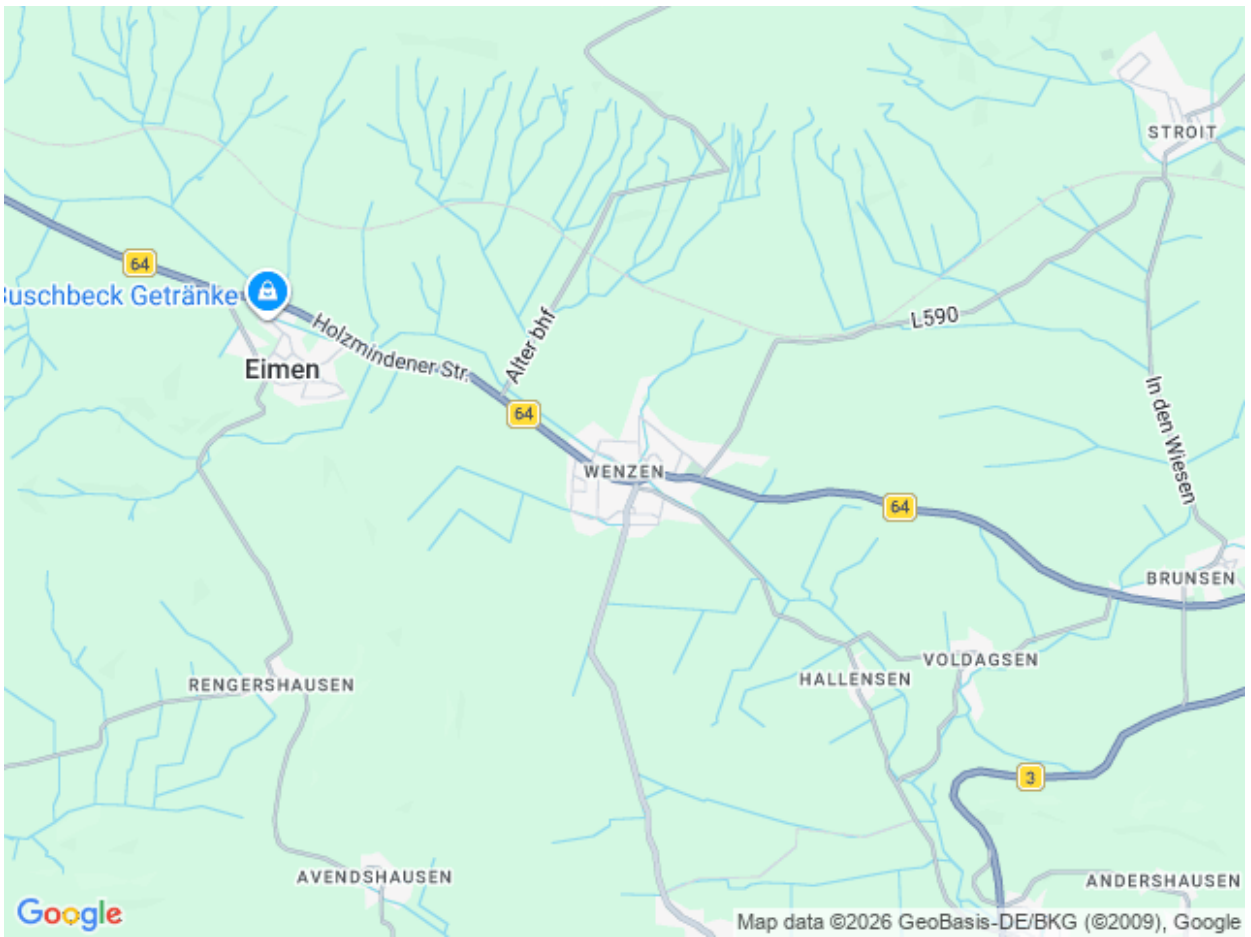 STROIT
64
Buschbeck Getränke
Holzmindener Str.
Alter bhf
L590
Eimen
64
In den Wiesen
WENZEN
64
BRUNSEN
VOLDAGSEN
HALLENSEN
RENGERSHAUSEN
3
AVENDSHAUSEN
ANDERSHAUSEN
Google
Map data ©2026 GeoBasis-DE/BKG (©2009), Google